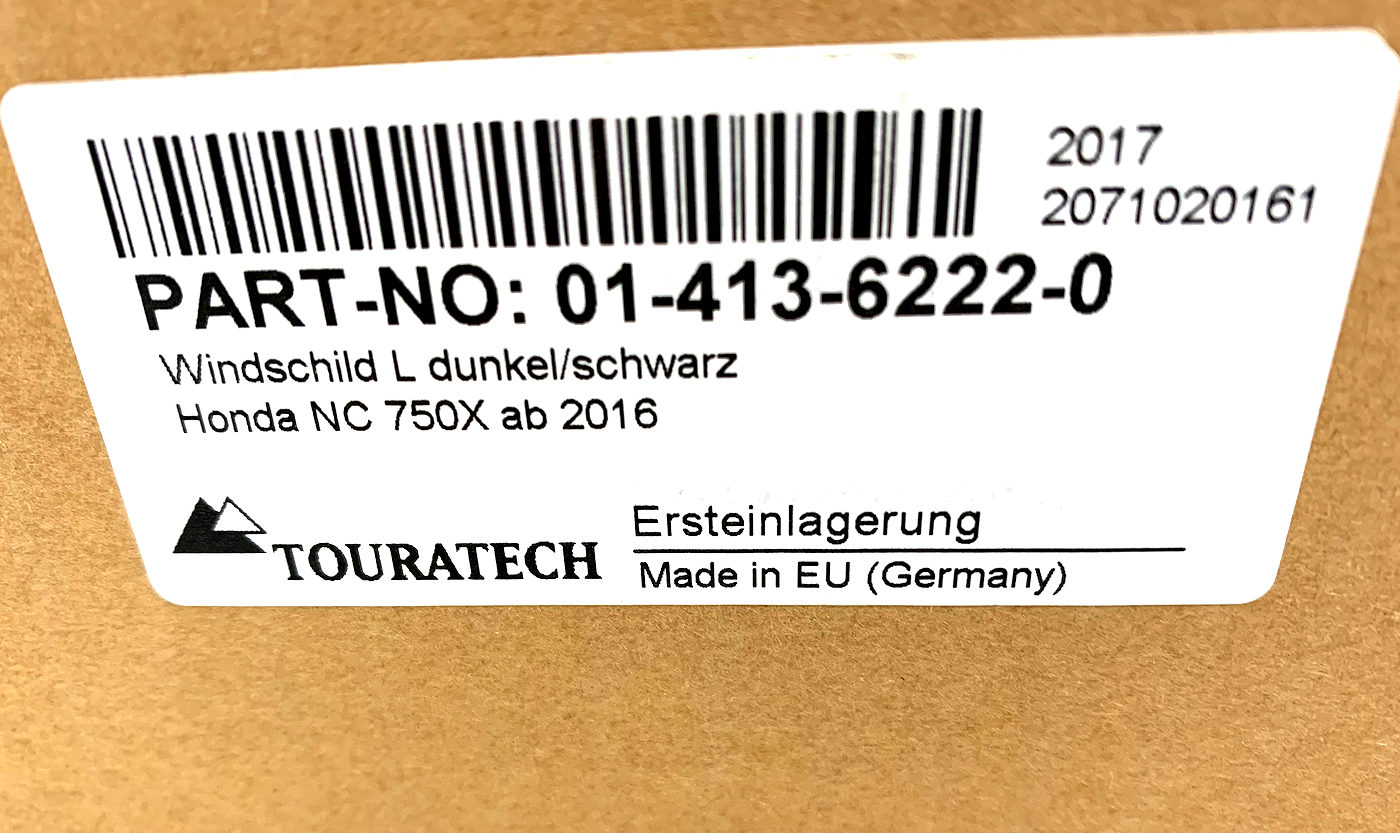 2017
2071020161
PART-NO: 01-413-6222-0
Windschild L dunkel/schwarz
Honda NC 750X ab 2016
TOURATECH
Ersteinlagerung
Made in EU (Germany)